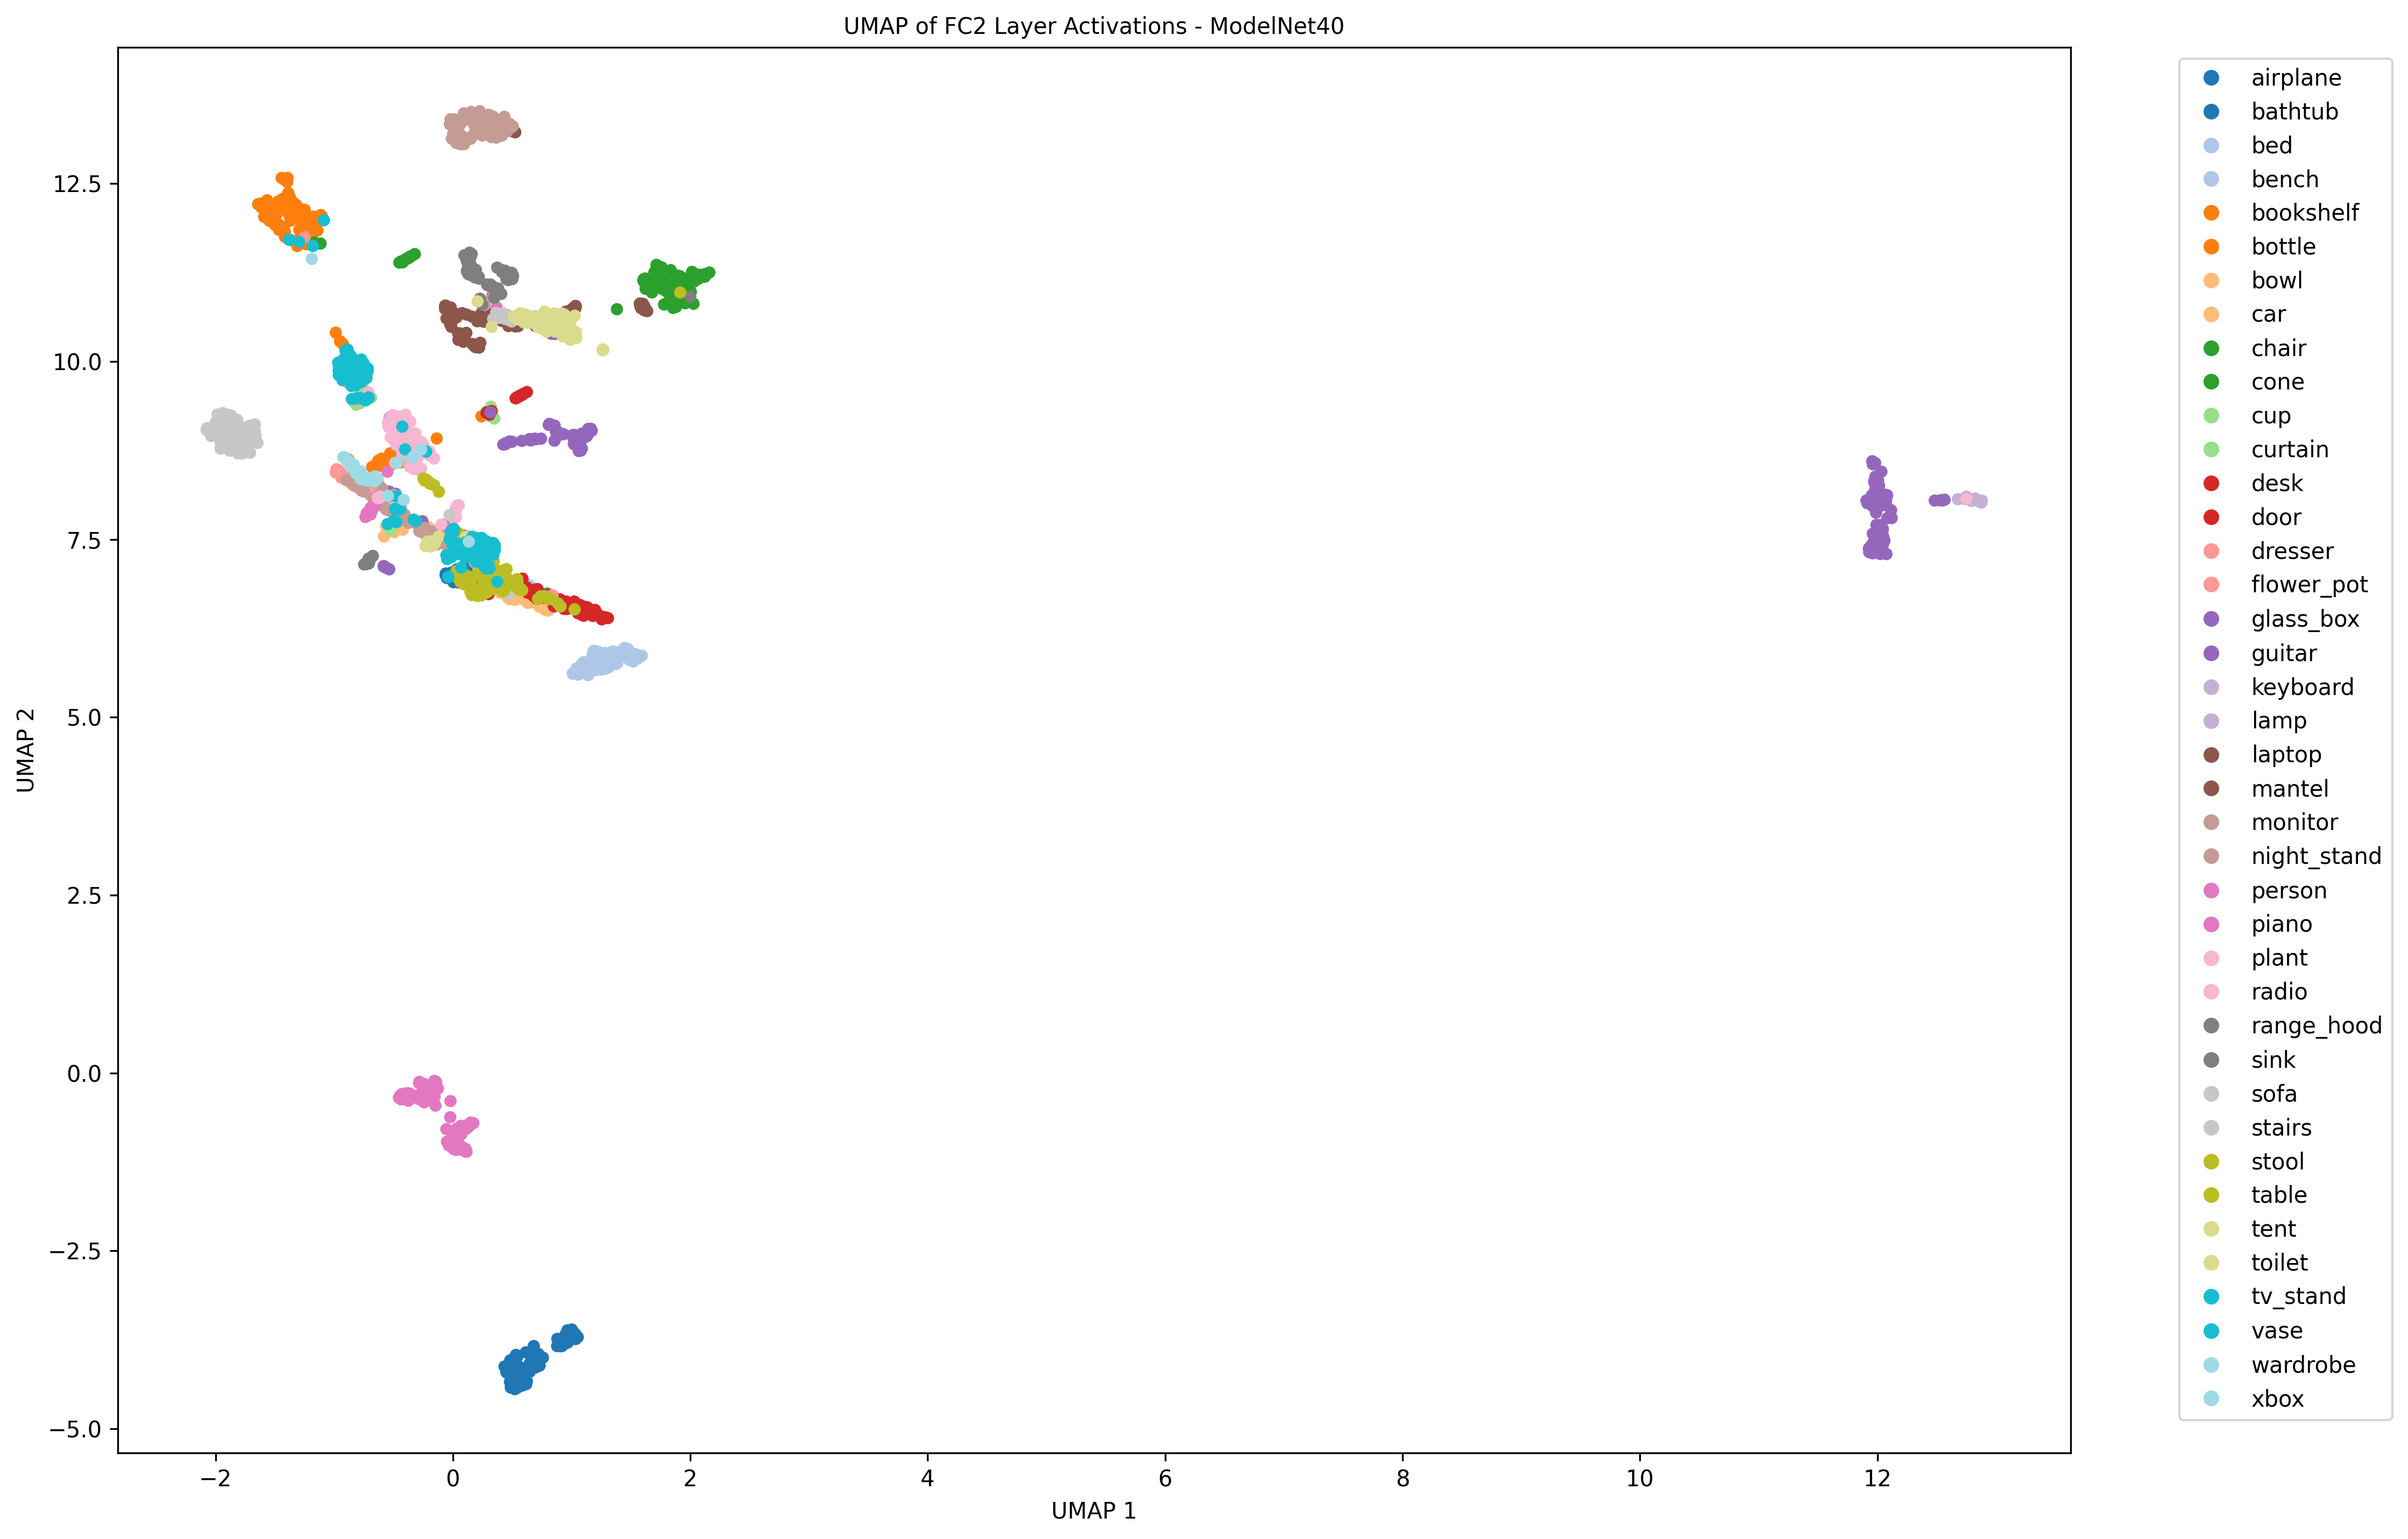 UMAP of FC2 Layer Activations - ModelNet40
UMAP 2
12.5
10.0
7.5
5.0
2.5
0.0
−2.5
−5.0
−2
0
2
4
6
8
10
12
UMAP 1
airplane
bathtub
bed
bench
bookshelf
bottle
bowl
car
chair
cone
cup
curtain
desk
door
dresser
flower_pot
glass_box
guitar
keyboard
lamp
laptop
mantel
monitor
night_stand
person
piano
plant
radio
range_hood
sink
sofa
stairs
stool
table
tent
toilet
tv_stand
vase
wardrobe
xbox